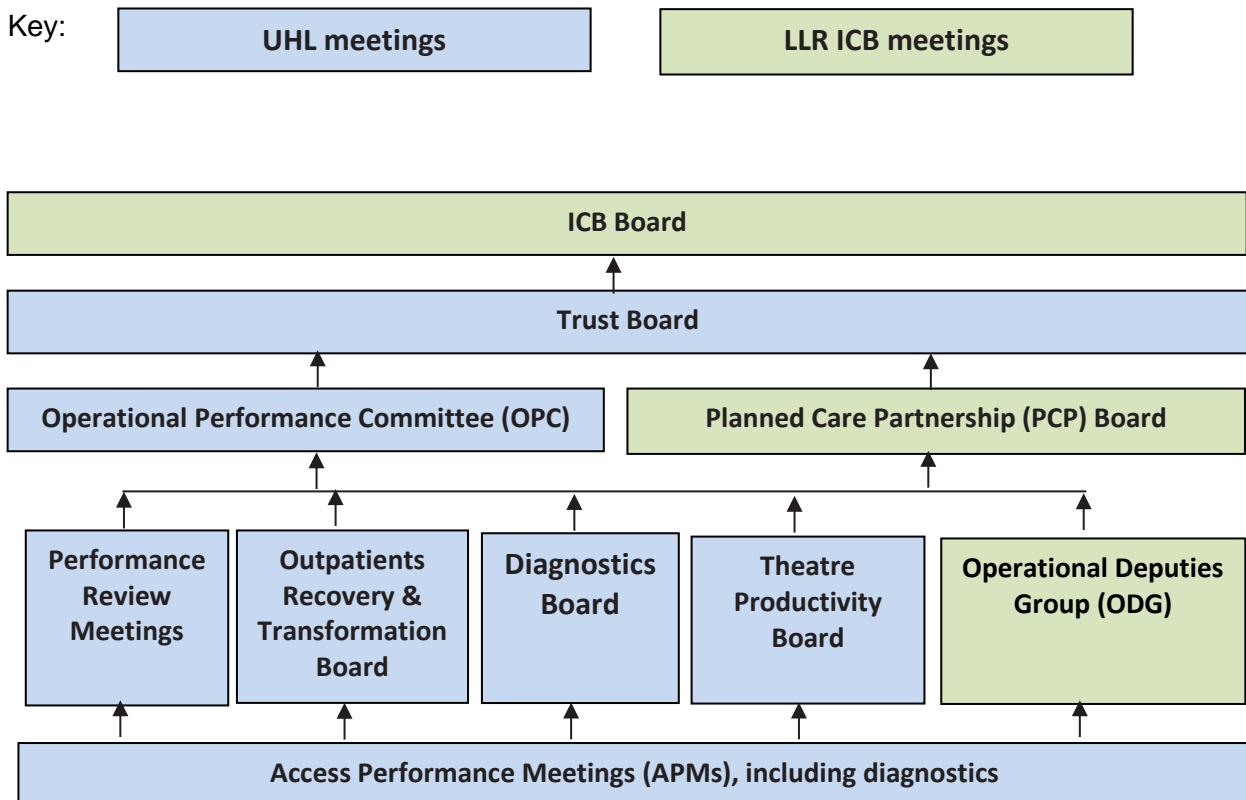 Key:
UHL meetings
LLR ICB meetings
ICB Board
Trust Board
Operational Performance Committee (OPC)
Planned Care Partnership (PCP) Board
Performance
Review
Meetings
Outpatients
Recovery &
Transformation
Board
Diagnostics
Board
Theatre
Productivity
Board
Operational Deputies
Group (ODG)
Access Performance Meetings (APMs), including diagnostics